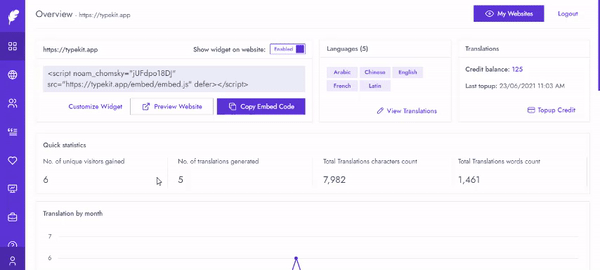 Overview - https://typekit.app
My Websites
Logout
https://typekit.app
Show widget on website:
Enabled
<script noam_chomsky="jUFdpo18DJ"
src="https://typekit.app/embed/embed.js" defer></script>
Customize Widget
Preview Website
Copy Embed Code
Languages (5)
Arabic
Chinese
English
French
Latin
View Translations
Translations
Credit balance: 125
Last topup: 23/06/2021 11:03 AM
Topup Credit
Quick statistics
No. of unique visitors gained
6
No. of translations generated
5
Total Translations characters count
7,982
Total Translations words count
1,461
Translation by month
7
6